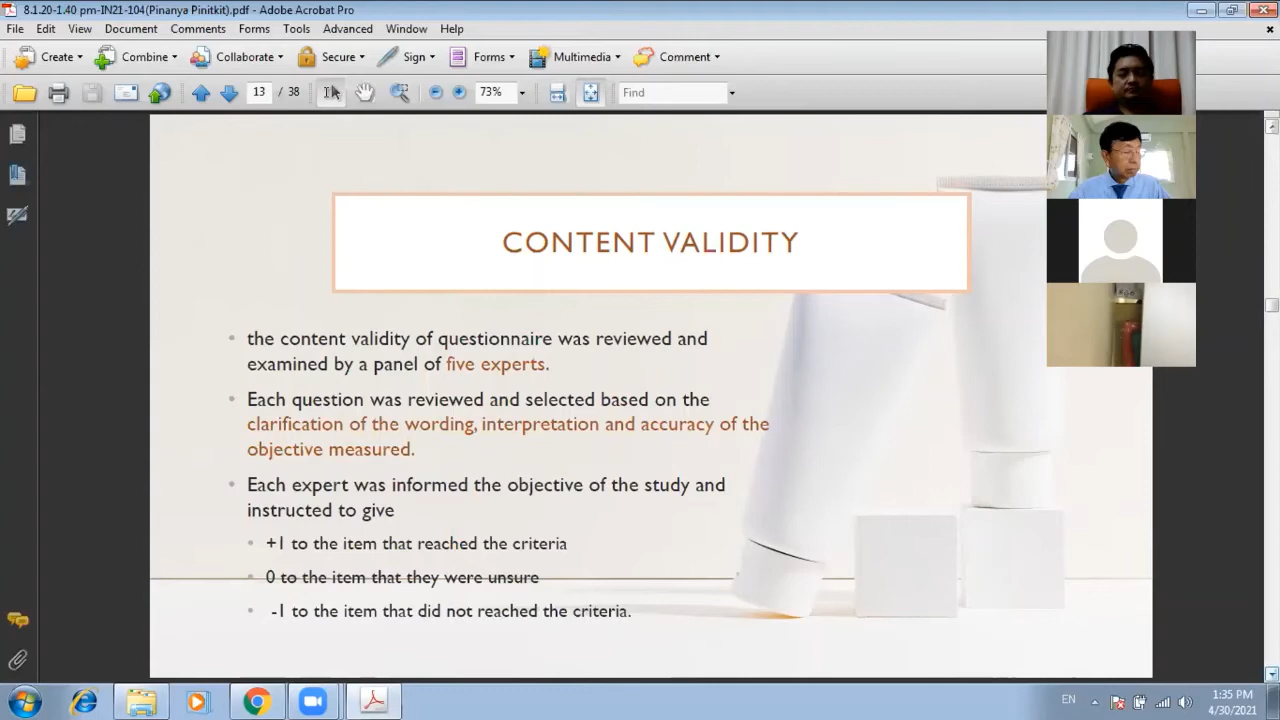 8.1.20-1.40 pm-IN21-104(Pinanya Pinitkit).pdf - Adobe Acrobat Pro
File Edit View Document Comments Forms Tools Advanced Window Help
Create Combine Collaborate Secure Sign Forms Multimedia Comment
13 / 38 73% Find
CONTENT VALIDITY
the content validity of questionnaire was reviewed and
examined by a panel of five experts.
Each question was reviewed and selected based on the
clarification of the wording, interpretation and accuracy of the
objective measured.
Each expert was informed the objective of the study and
instructed to give
+1 to the item that reached the criteria
0 to the item that they were unsure
-1 to the item that did not reached the criteria.
EN
1:35 PM
4/30/2021